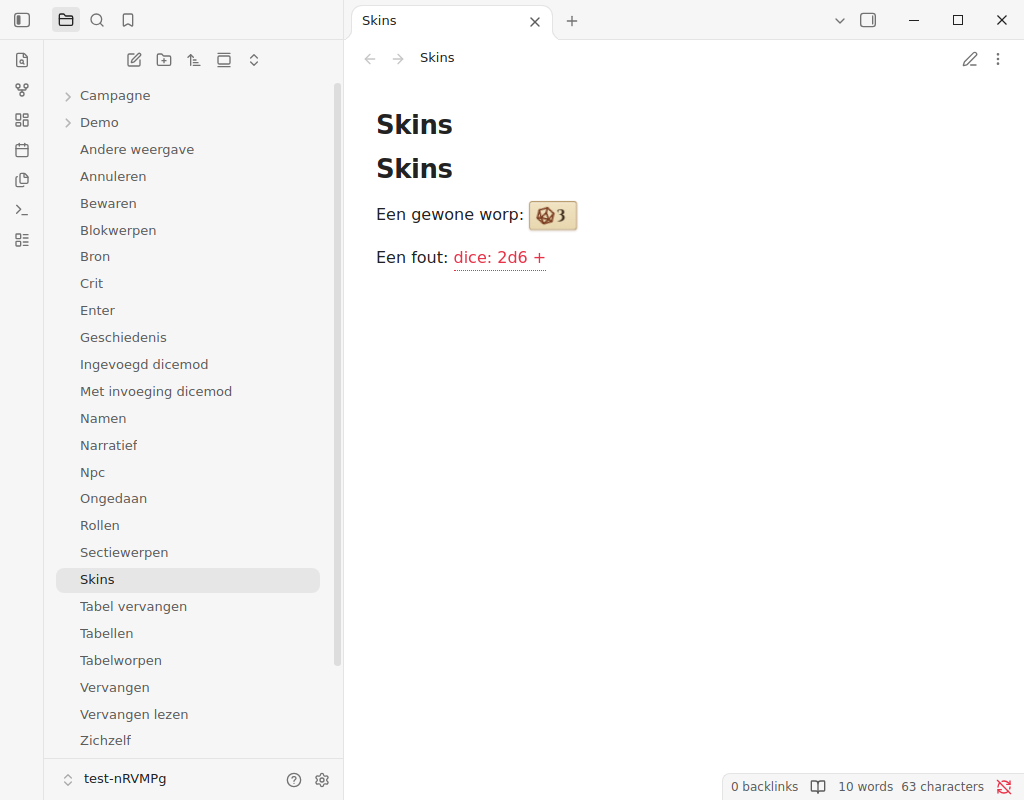 Skins
Skins
Campagne
Demo
Andere weergave
Annuleren
Bewaren
Blokwerpen
Bron
Crit
Enter
Geschiedenis
Ingevoegd dicemod
Met invoeging dicemod
Namen
Narratief
Npc
Ongedaan
Rollen
Sectiewerpen
Skins
Tabel vervangen
Tabellen
Tabelworpen
Vervangen
Vervangen lezen
Zichzelf
test-nRVMPg
Skins
Skins
Een gewone worp: 3
Een fout: dice: 2d6 +
0 backlinks 10 words 63 characters